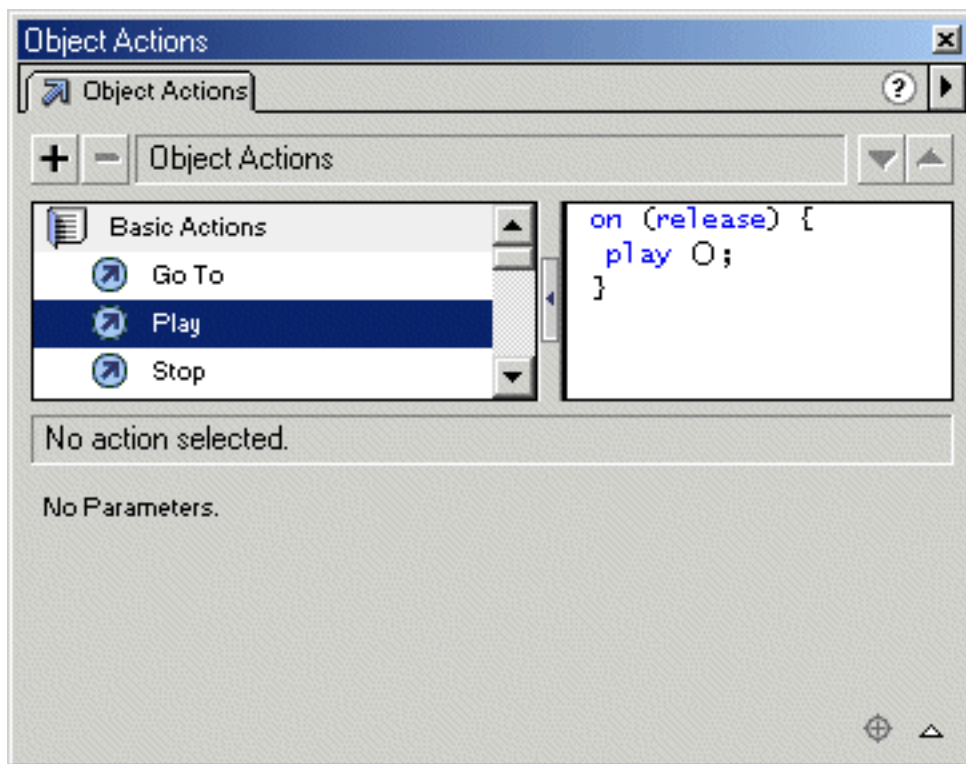 Object Actions
Object Actions
?
+ − Object Actions
Basic Actions
Go To
Play
Stop
on (release) {
play ();
}
No action selected.
No Parameters.